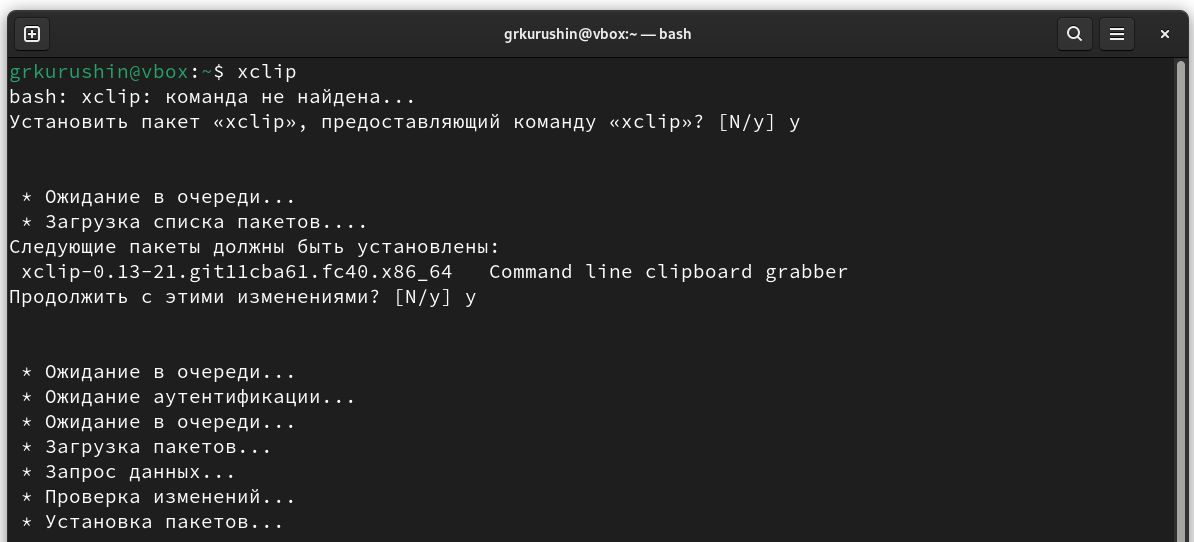 grkurushin@vbox:~ — bash
grkurushin@vbox:~$ xclip
bash: xclip: команда не найдена...
Установить пакет «xclip», предоставляющий команду «xclip»? [N/y] y
* Ожидание в очереди...
* Загрузка списка пакетов....
Следующие пакеты должны быть установлены:
xclip-0.13-21.git11cba61.fc40.x86_64   Command line clipboard grabber
Продолжить с этими изменениями? [N/y] y
* Ожидание в очереди...
* Ожидание аутентификации...
* Ожидание в очереди...
* Загрузка пакетов...
* Запрос данных...
* Проверка изменений...
* Установка пакетов...